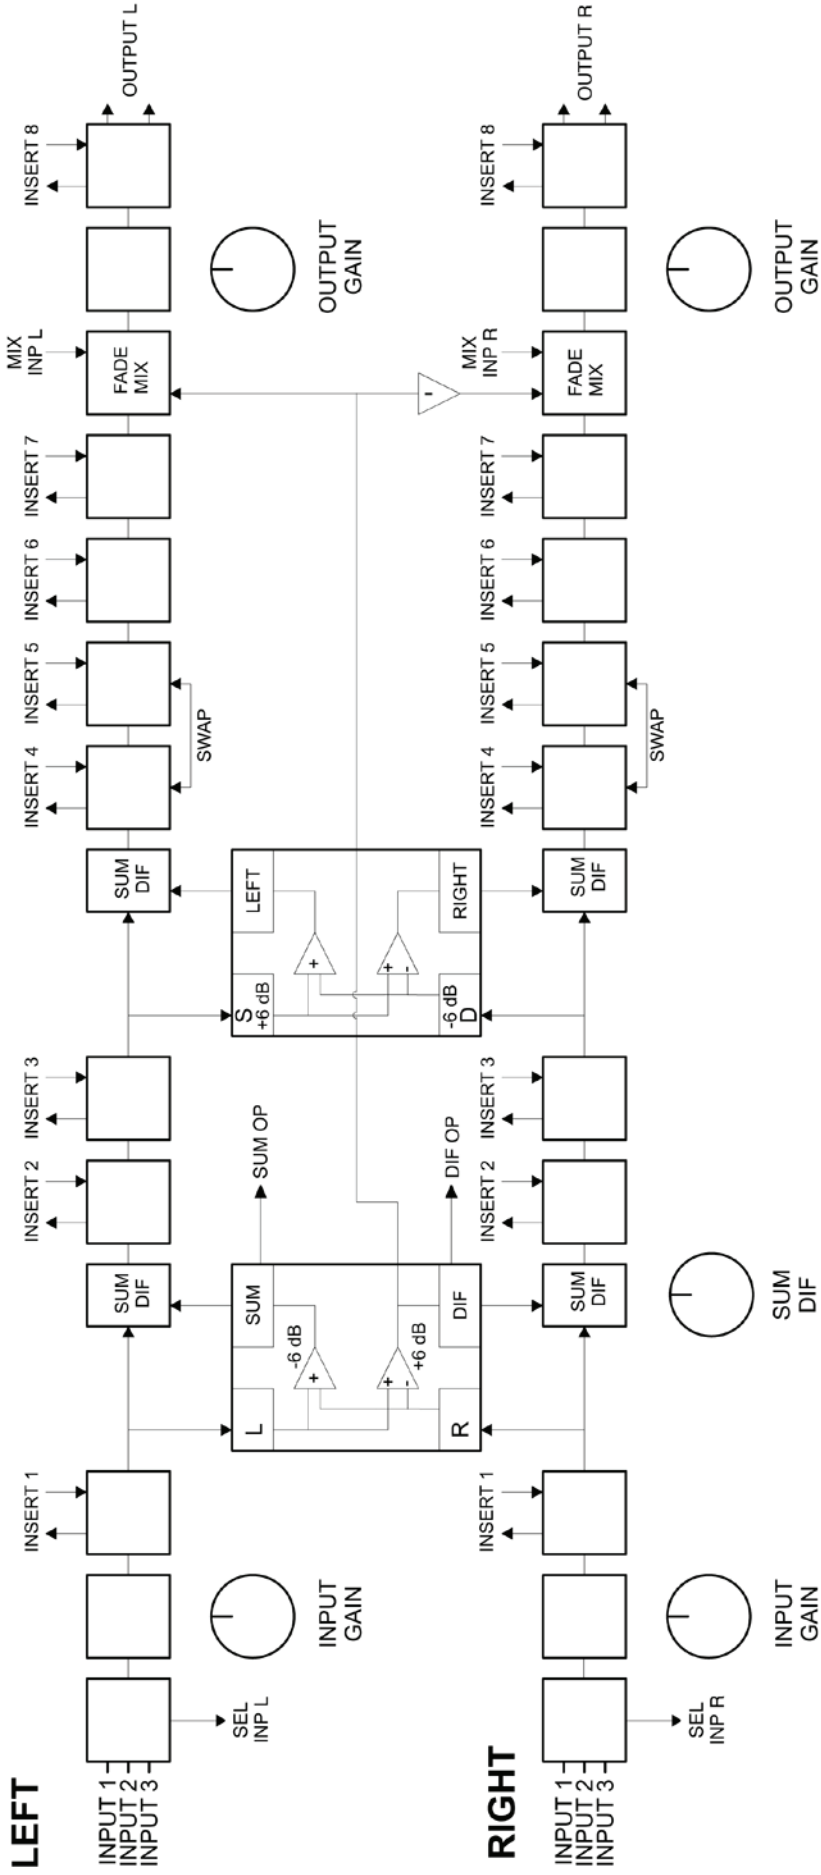 LEFT
INPUT 1
INPUT 2
INPUT 3
SEL
INP L
INPUT
GAIN
INSERT 1
L
R
+
-6 dB
+
-
+6 dB
SUM
DIF
SUM
DIF
SUM OP
DIF OP
INSERT 2
INSERT 3
S
+6 dB
-6 dB
D
+
+
-
LEFT
RIGHT
SUM
DIF
INSERT 4
INSERT 5
SWAP
INSERT 6
INSERT 7
MIX
INP L
FADE
MIX
-
OUTPUT
GAIN
INSERT 8
OUTPUT L
RIGHT
INPUT 1
INPUT 2
INPUT 3
SEL
INP R
INPUT
GAIN
INSERT 1
SUM
DIF
SUM
DIF
INSERT 2
INSERT 3
SUM
DIF
INSERT 4
INSERT 5
SWAP
INSERT 6
INSERT 7
MIX
INP R
FADE
MIX
OUTPUT
GAIN
INSERT 8
OUTPUT R